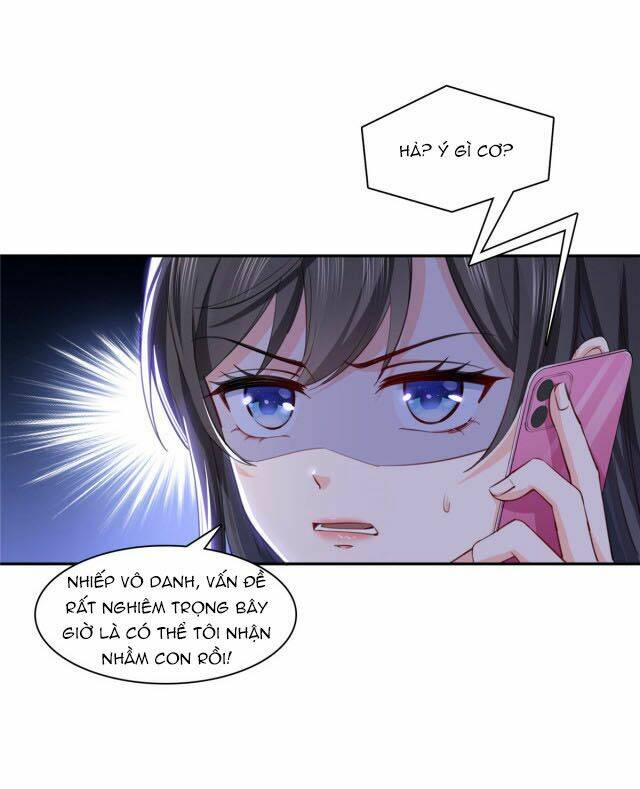 HẢ? Ý GÌ CƠ?
NHIẾP VÔ DANH, VẤN ĐỀ
RẤT NGHIÊM TRỌNG BÂY
GIỜ LÀ CÓ THỂ TÔI NHẬN
NHẦM CON RỒI!